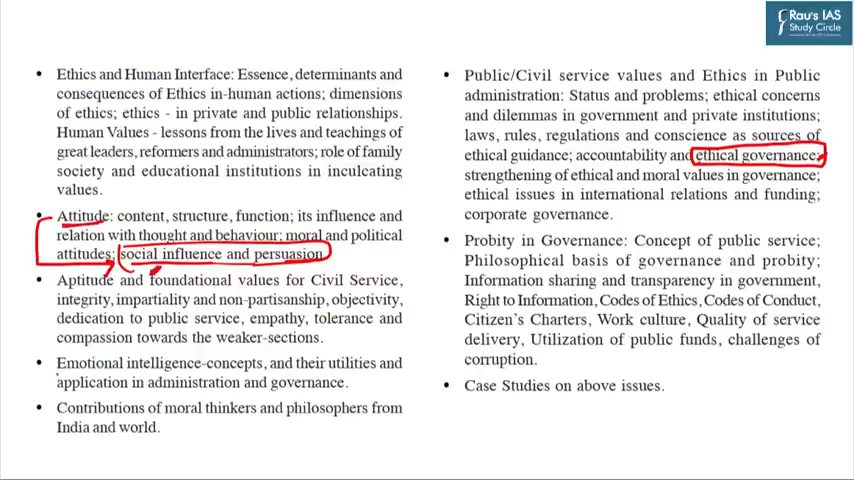 Rau's IAS
Study Circle
• Ethics and Human Interface: Essence, determinants and
consequences of Ethics in-human actions; dimensions
of ethics; ethics - in private and public relationships.
Human Values - lessons from the lives and teachings of
great leaders, reformers and administrators; role of family
society and educational institutions in inculcating
values.
• Attitude: content, structure, function; its influence and
relation with thought and behaviour; moral and political
attitudes; social influence and persuasion
• Aptitude and foundational values for Civil Service,
integrity, impartiality and non-partisanship, objectivity,
dedication to public service, empathy, tolerance and
compassion towards the weaker-sections.
• Emotional intelligence-concepts, and their utilities and
application in administration and governance.
• Contributions of moral thinkers and philosophers from
India and world.
• Public/Civil service values and Ethics in Public
administration: Status and problems; ethical concerns
and dilemmas in government and private institutions;
laws, rules, regulations and conscience as sources of
ethical guidance; accountability and ethical governance;
strengthening of ethical and moral values in governance;
ethical issues in international relations and funding;
corporate governance.
• Probity in Governance: Concept of public service;
Philosophical basis of governance and probity;
Information sharing and transparency in government,
Right to Information, Codes of Ethics, Codes of Conduct,
Citizen's Charters, Work culture, Quality of service
delivery, Utilization of public funds, challenges of
corruption.
• Case Studies on above issues.